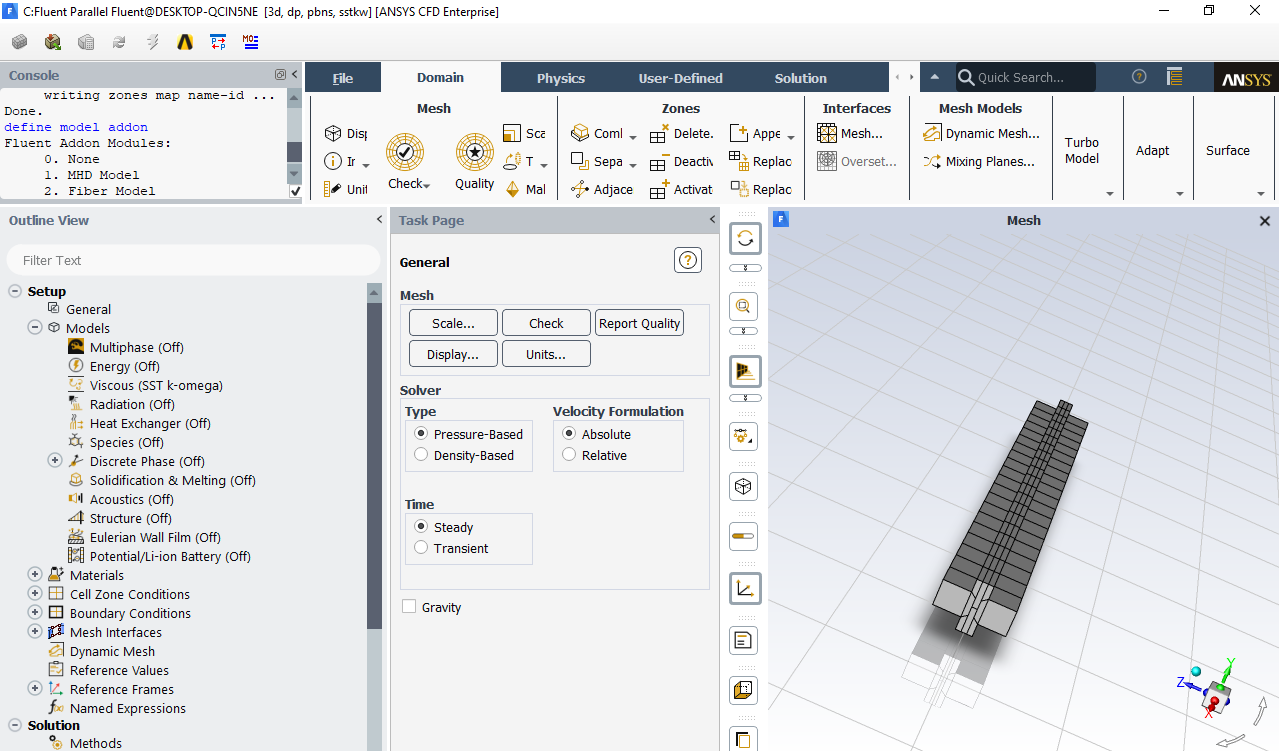 C:Fluent Parallel Fluent@DESKTOP-QCIN5NE [3d, dp, pbns, sstkw] [ANSYS CFD Enterprise]
Console
writing zones map name-id ...
Done.
define model addon
Fluent Addon Modules:
0. None
1. MHD Model
2. Fiber Model
File
Domain
Physics
User-Defined
Solution
Quick Search...
ANSYS
Mesh
Disp
Ir
Unit
Check
Quality
Sca
T
Mal
Zones
Coml
Sepa
Adjace
Delete.
Deactiv
Activat
Appe
Replac
Replac
Interfaces
Mesh...
Overset...
Mesh Models
Dynamic Mesh...
Mixing Planes...
Turbo
Model
Adapt
Surface
Outline View
Filter Text
Setup
General
Models
Multiphase (Off)
Energy (Off)
Viscous (SST k-omega)
Radiation (Off)
Heat Exchanger (Off)
Species (Off)
Discrete Phase (Off)
Solidification & Melting (Off)
Acoustics (Off)
Structure (Off)
Eulerian Wall Film (Off)
Potential/Li-ion Battery (Off)
Materials
Cell Zone Conditions
Boundary Conditions
Mesh Interfaces
Dynamic Mesh
Reference Values
Reference Frames
Named Expressions
Solution
Methods
Task Page
General
Mesh
Scale...
Check
Report Quality
Display...
Units...
Solver
Type
Pressure-Based
Density-Based
Velocity Formulation
Absolute
Relative
Time
Steady
Transient
Gravity
Mesh
Y
Z
X